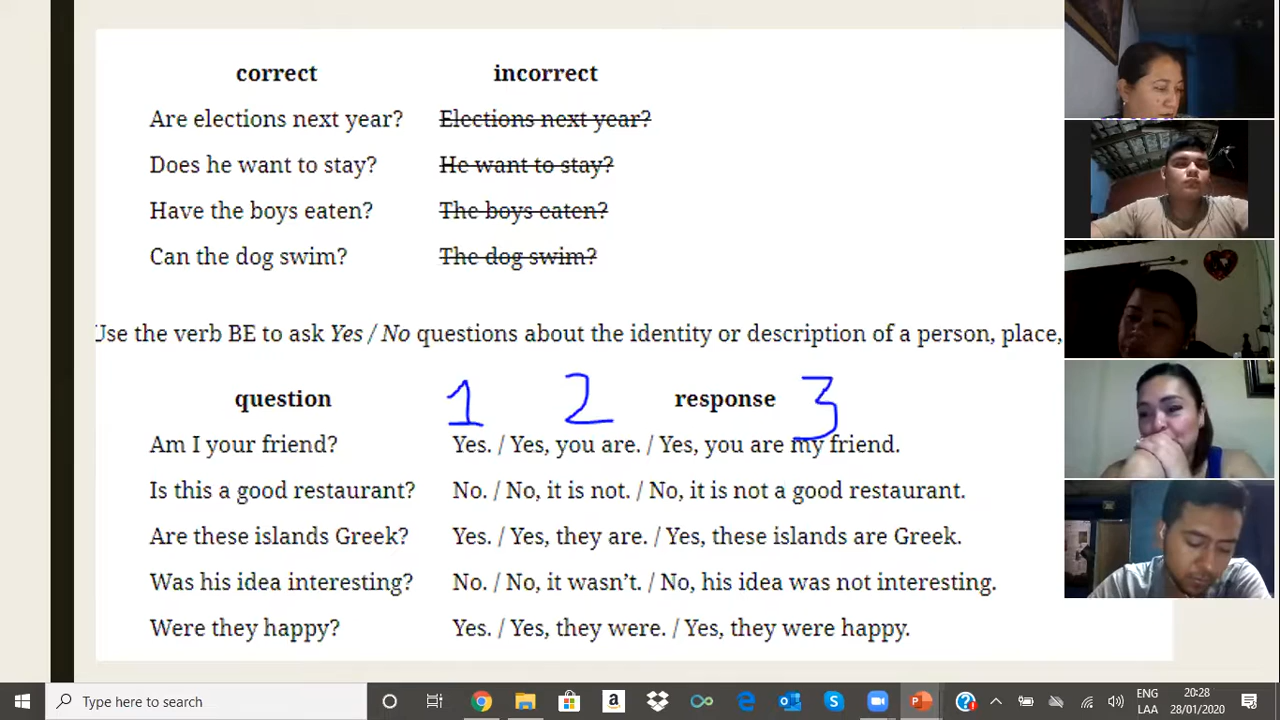 correct incorrect
Are elections next year? Elections next year?
Does he want to stay? He want to stay?
Have the boys eaten? The boys eaten?
Can the dog swim? The dog swim?
Use the verb BE to ask Yes / No questions about the identity or description of a person, place,
question 1 2 response 3
Am I your friend? Yes. / Yes, you are. / Yes, you are my friend.
Is this a good restaurant? No. / No, it is not. / No, it is not a good restaurant.
Are these islands Greek? Yes. / Yes, they are. / Yes, these islands are Greek.
Was his idea interesting? No. / No, it wasn't. / No, his idea was not interesting.
Were they happy? Yes. / Yes, they were. / Yes, they were happy.
Type here to search ENG 20:28
LAA 28/01/2020